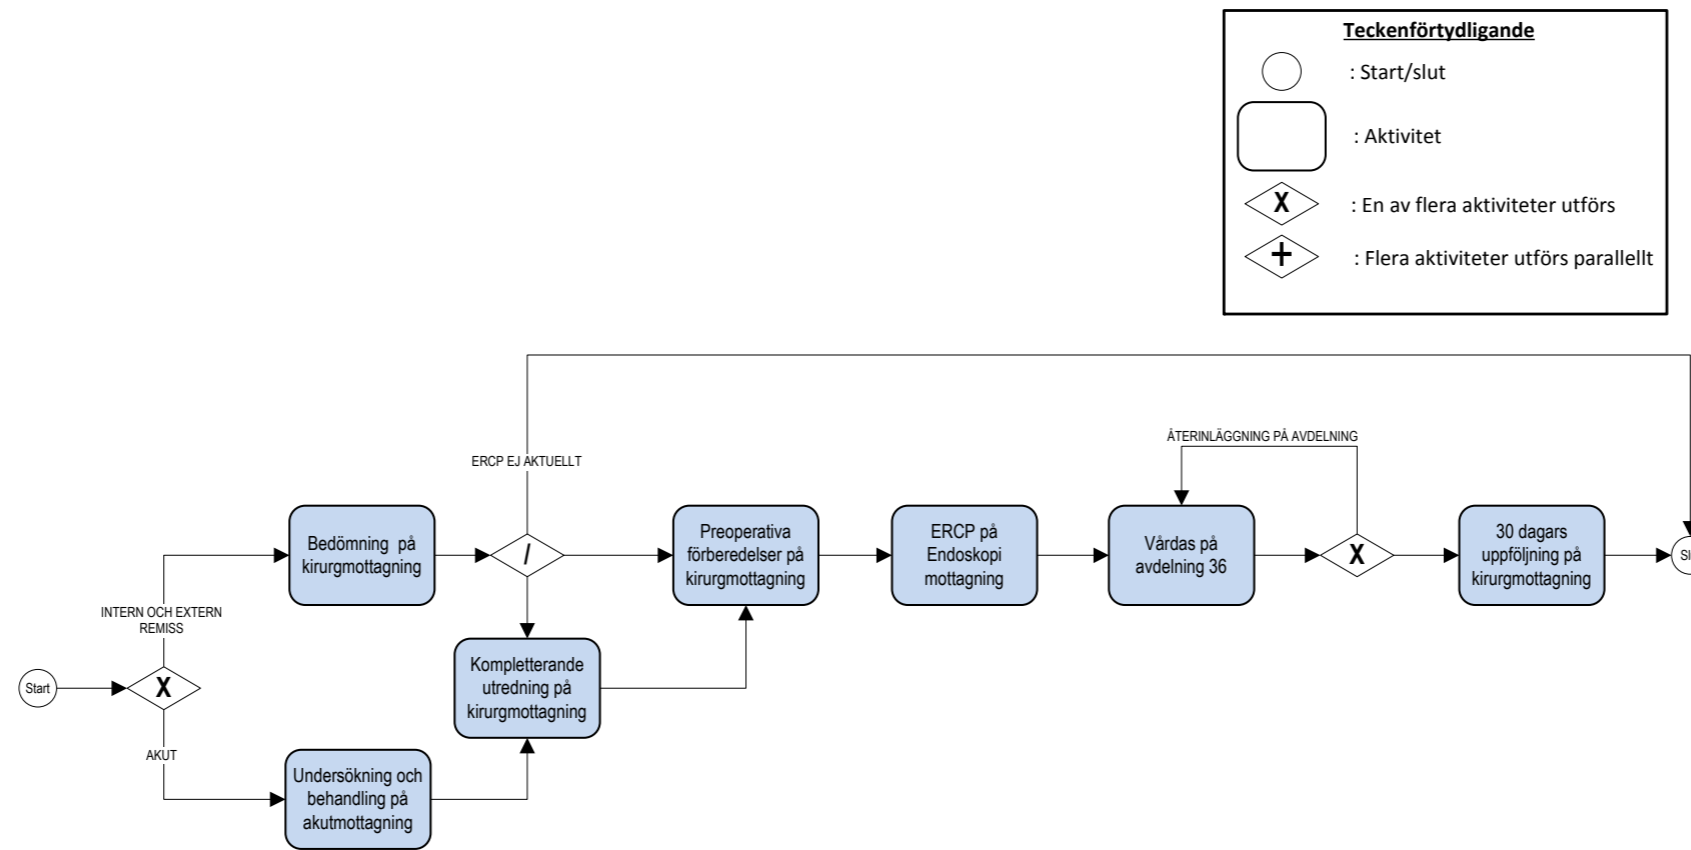 Teckenförtydligande
: Start/slut
: Aktivitet
X
: En av flera aktiviteter utförs
+
: Flera aktiviteter utförs parallellt
ÅTERINLÄGGNING PÅ AVDELNING
ERCP EJ AKTUELLT
Bedömning på
kirurgmottagning
/
Preoperativa
förberedelser på
kirurgmottagning
ERCP på
Endoskopi
mottagning
Vårdas på
avdelning 36
X
30 dagars
uppföljning på
kirurgmottagning
Sl
INTERN OCH EXTERN
REMISS
Start
X
Kompletterande
utredning på
kirurgmottagning
AKUT
Undersökning och
behandling på
akutmottagning